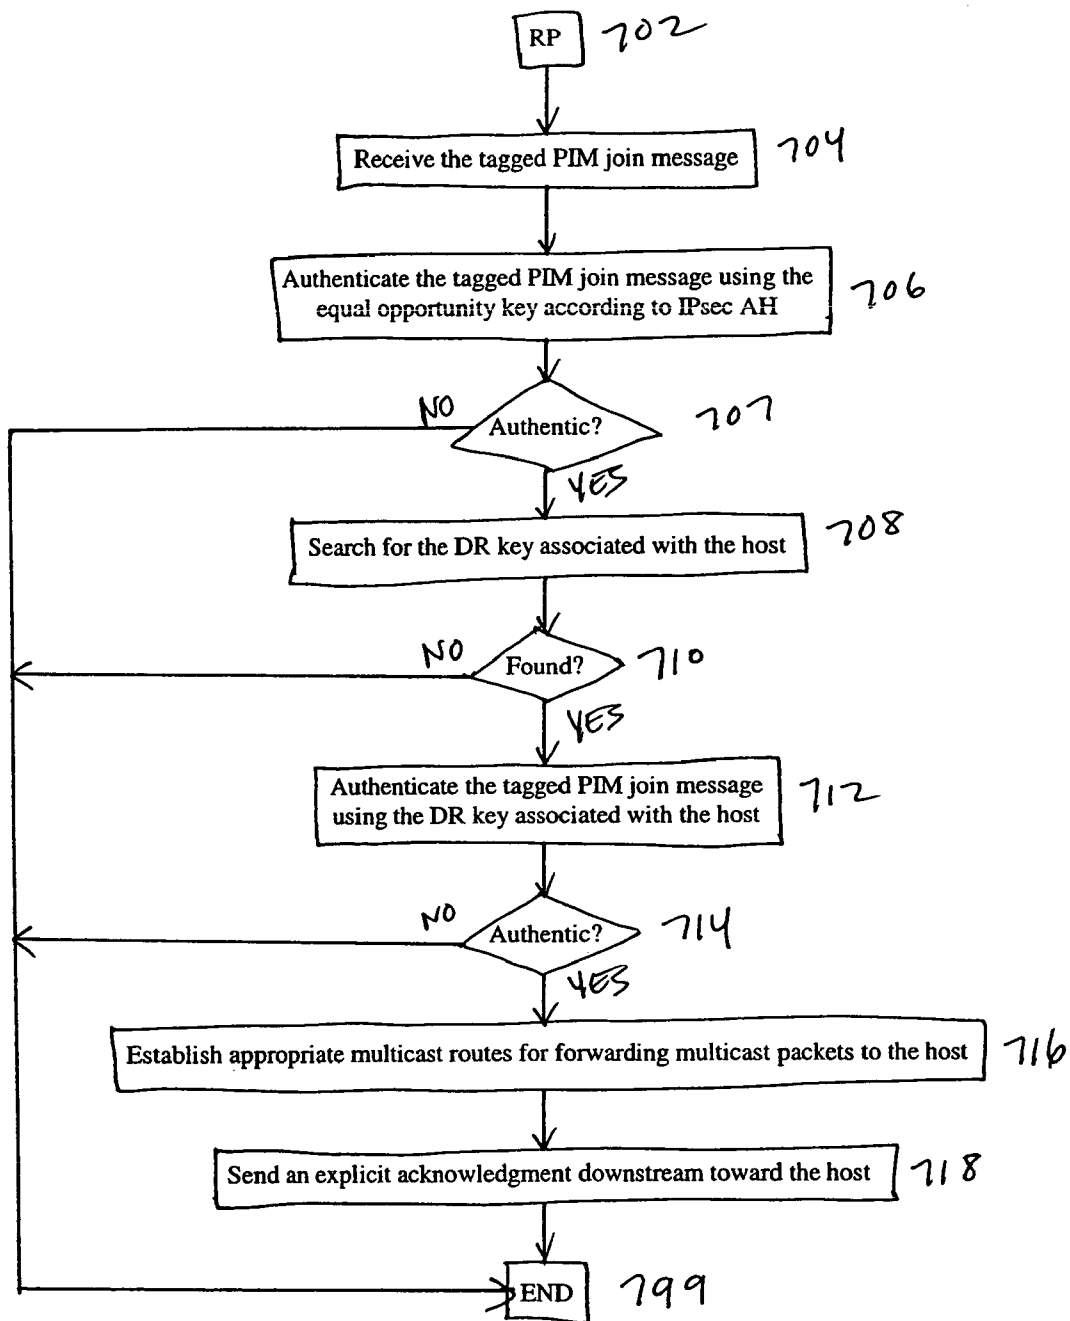 RP 702
Receive the tagged PIM join message 704
Authenticate the tagged PIM join message using the
equal opportunity key according to IPsec AH 706
NO Authentic? 707
YES
Search for the DR key associated with the host 708
NO Found? 710
YES
Authenticate the tagged PIM join message
using the DR key associated with the host 712
NO Authentic? 714
YES
Establish appropriate multicast routes for forwarding multicast packets to the host 716
Send an explicit acknowledgment downstream toward the host 718
END 799